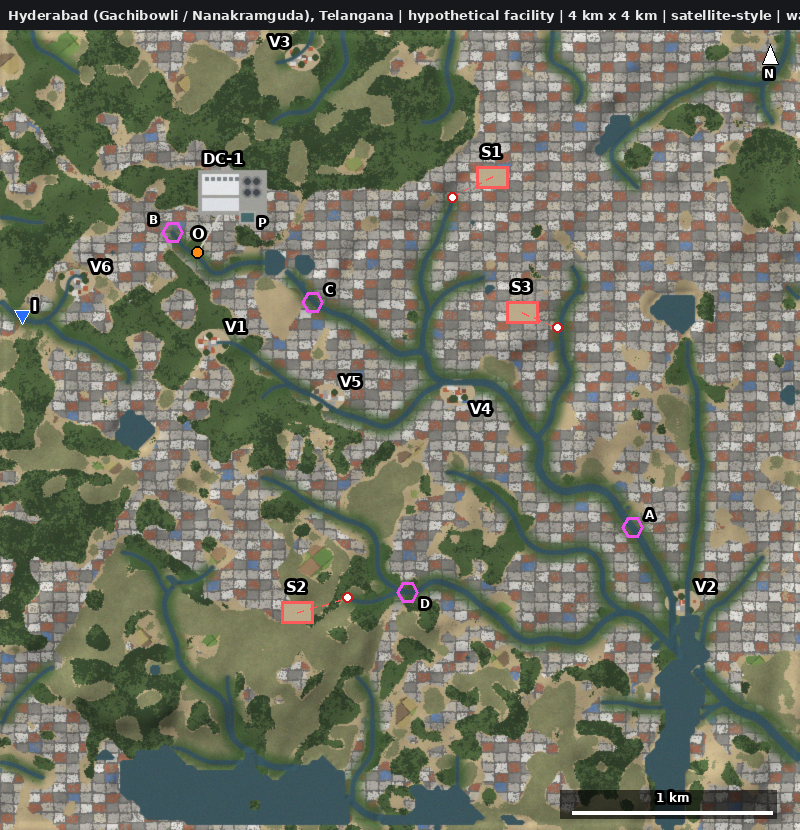 Hyderabad (Gachibowli / Nanakramguda), Telangana | hypothetical facility | 4 km x 4 km | satellite-style | wa
V3
N
S1
DC-1
B
O
P
V6
S3
C
I
V1
V5
V4
A
S2
V2
D
1 km